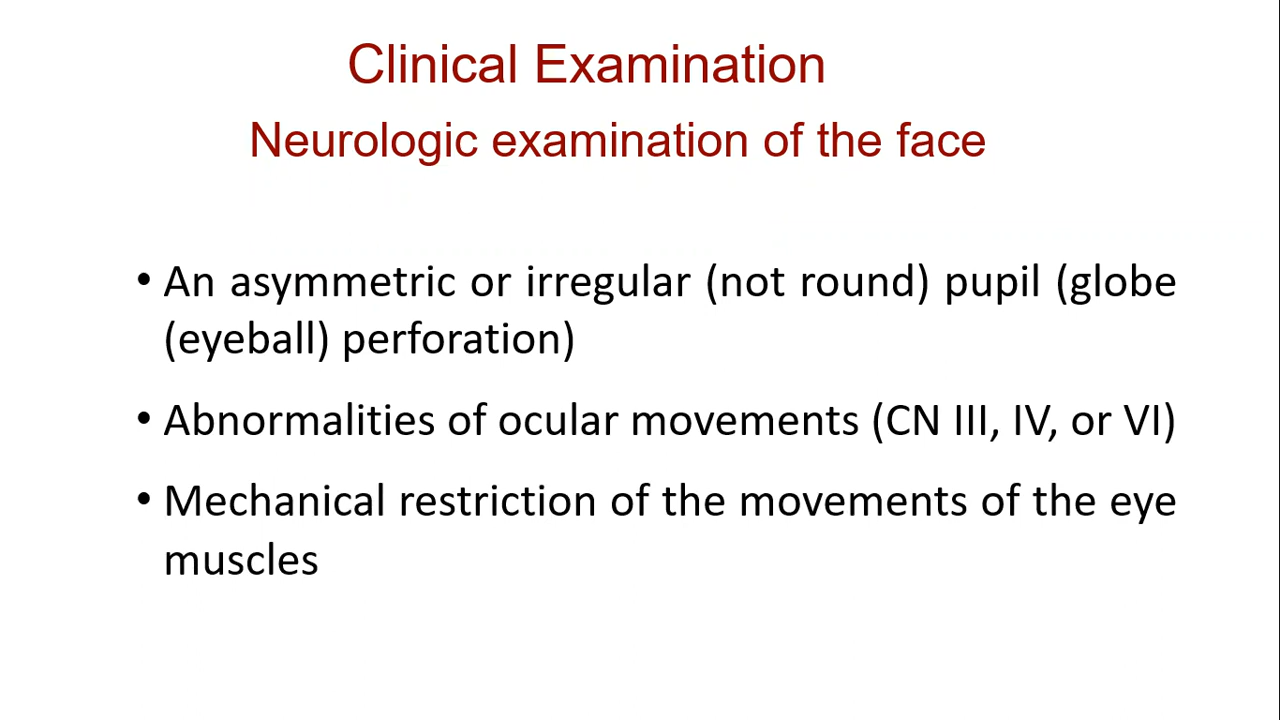 Clinical Examination
Neurologic examination of the face
• An asymmetric or irregular (not round) pupil (globe
(eyeball) perforation)
• Abnormalities of ocular movements (CN III, IV, or VI)
• Mechanical restriction of the movements of the eye
muscles